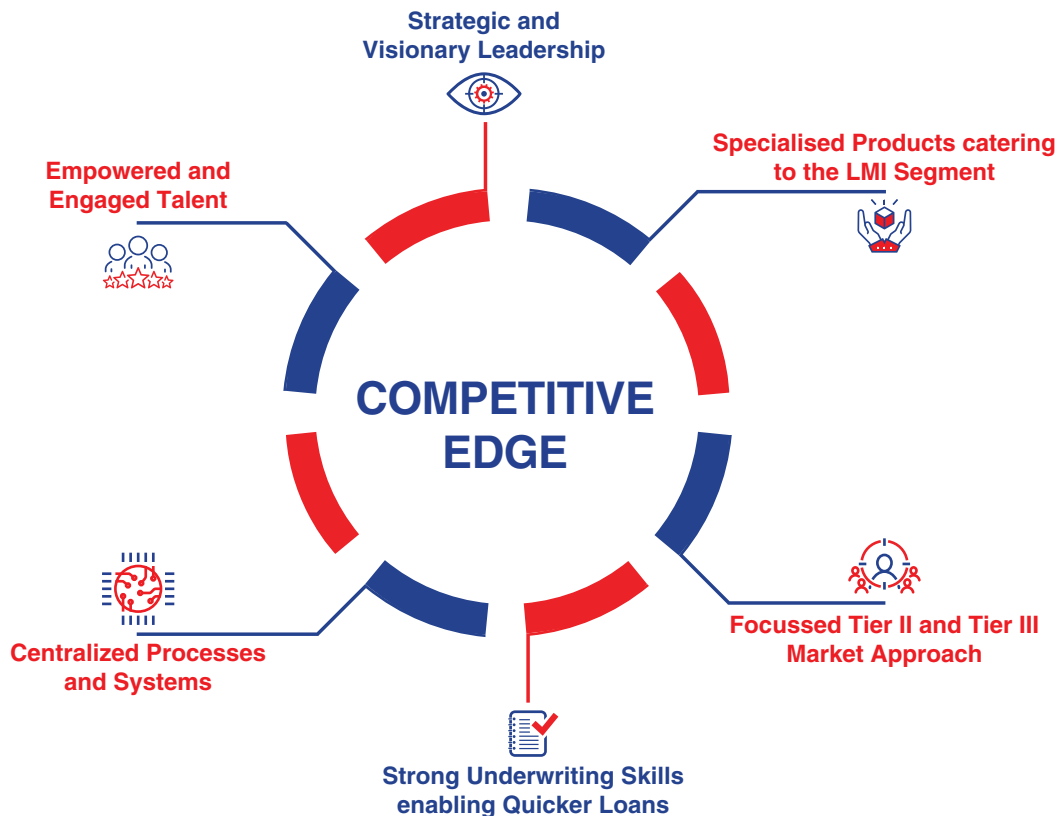 Strategic and
Visionary Leadership
Specialised Products catering
to the LMI Segment
Empowered and
Engaged Talent
COMPETITIVE
EDGE
Focussed Tier II and Tier III
Market Approach
Centralized Processes
and Systems
Strong Underwriting Skills
enabling Quicker Loans